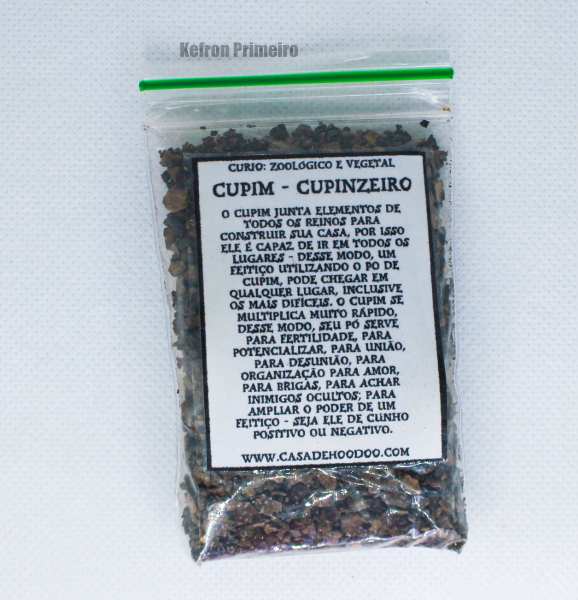 Kefron Primeiro
CURIO: ZOOLÓGICO E VEGETAL
CUPIM - CUPINZEIRO
O CUPIM JUNTA ELEMENTOS DE
TODOS OS REINOS PARA
CONSTRUIR SUA CASA, POR ISSO
ELE É CAPAZ DE IR EM TODOS OS
LUGARES - DESSE MODO, UM
FEITIÇO UTILIZANDO O PO DE
CUPIM, PODE CHEGAR EM
QUALQUER LUGAR, INCLUSIVE
OS MAIS DIFÍCEIS. O CUPIM SE
MULTIPLICA MUITO RÁPIDO,
DESSE MODO, SEU PÓ SERVE
PARA FERTILIDADE, PARA
POTENCIALIZAR, PARA UNIÃO,
PARA DESUNIÃO, PARA
ORGANIZAÇÃO PARA AMOR,
PARA BRIGAS, PARA ACHAR
INIMIGOS OCULTOS; PARA
AMPLIAR O PODER DE UM
FEITIÇO - SEJA ELE DE CUNHO
POSITIVO OU NEGATIVO.
WWW.CASADEHOODOO.COM